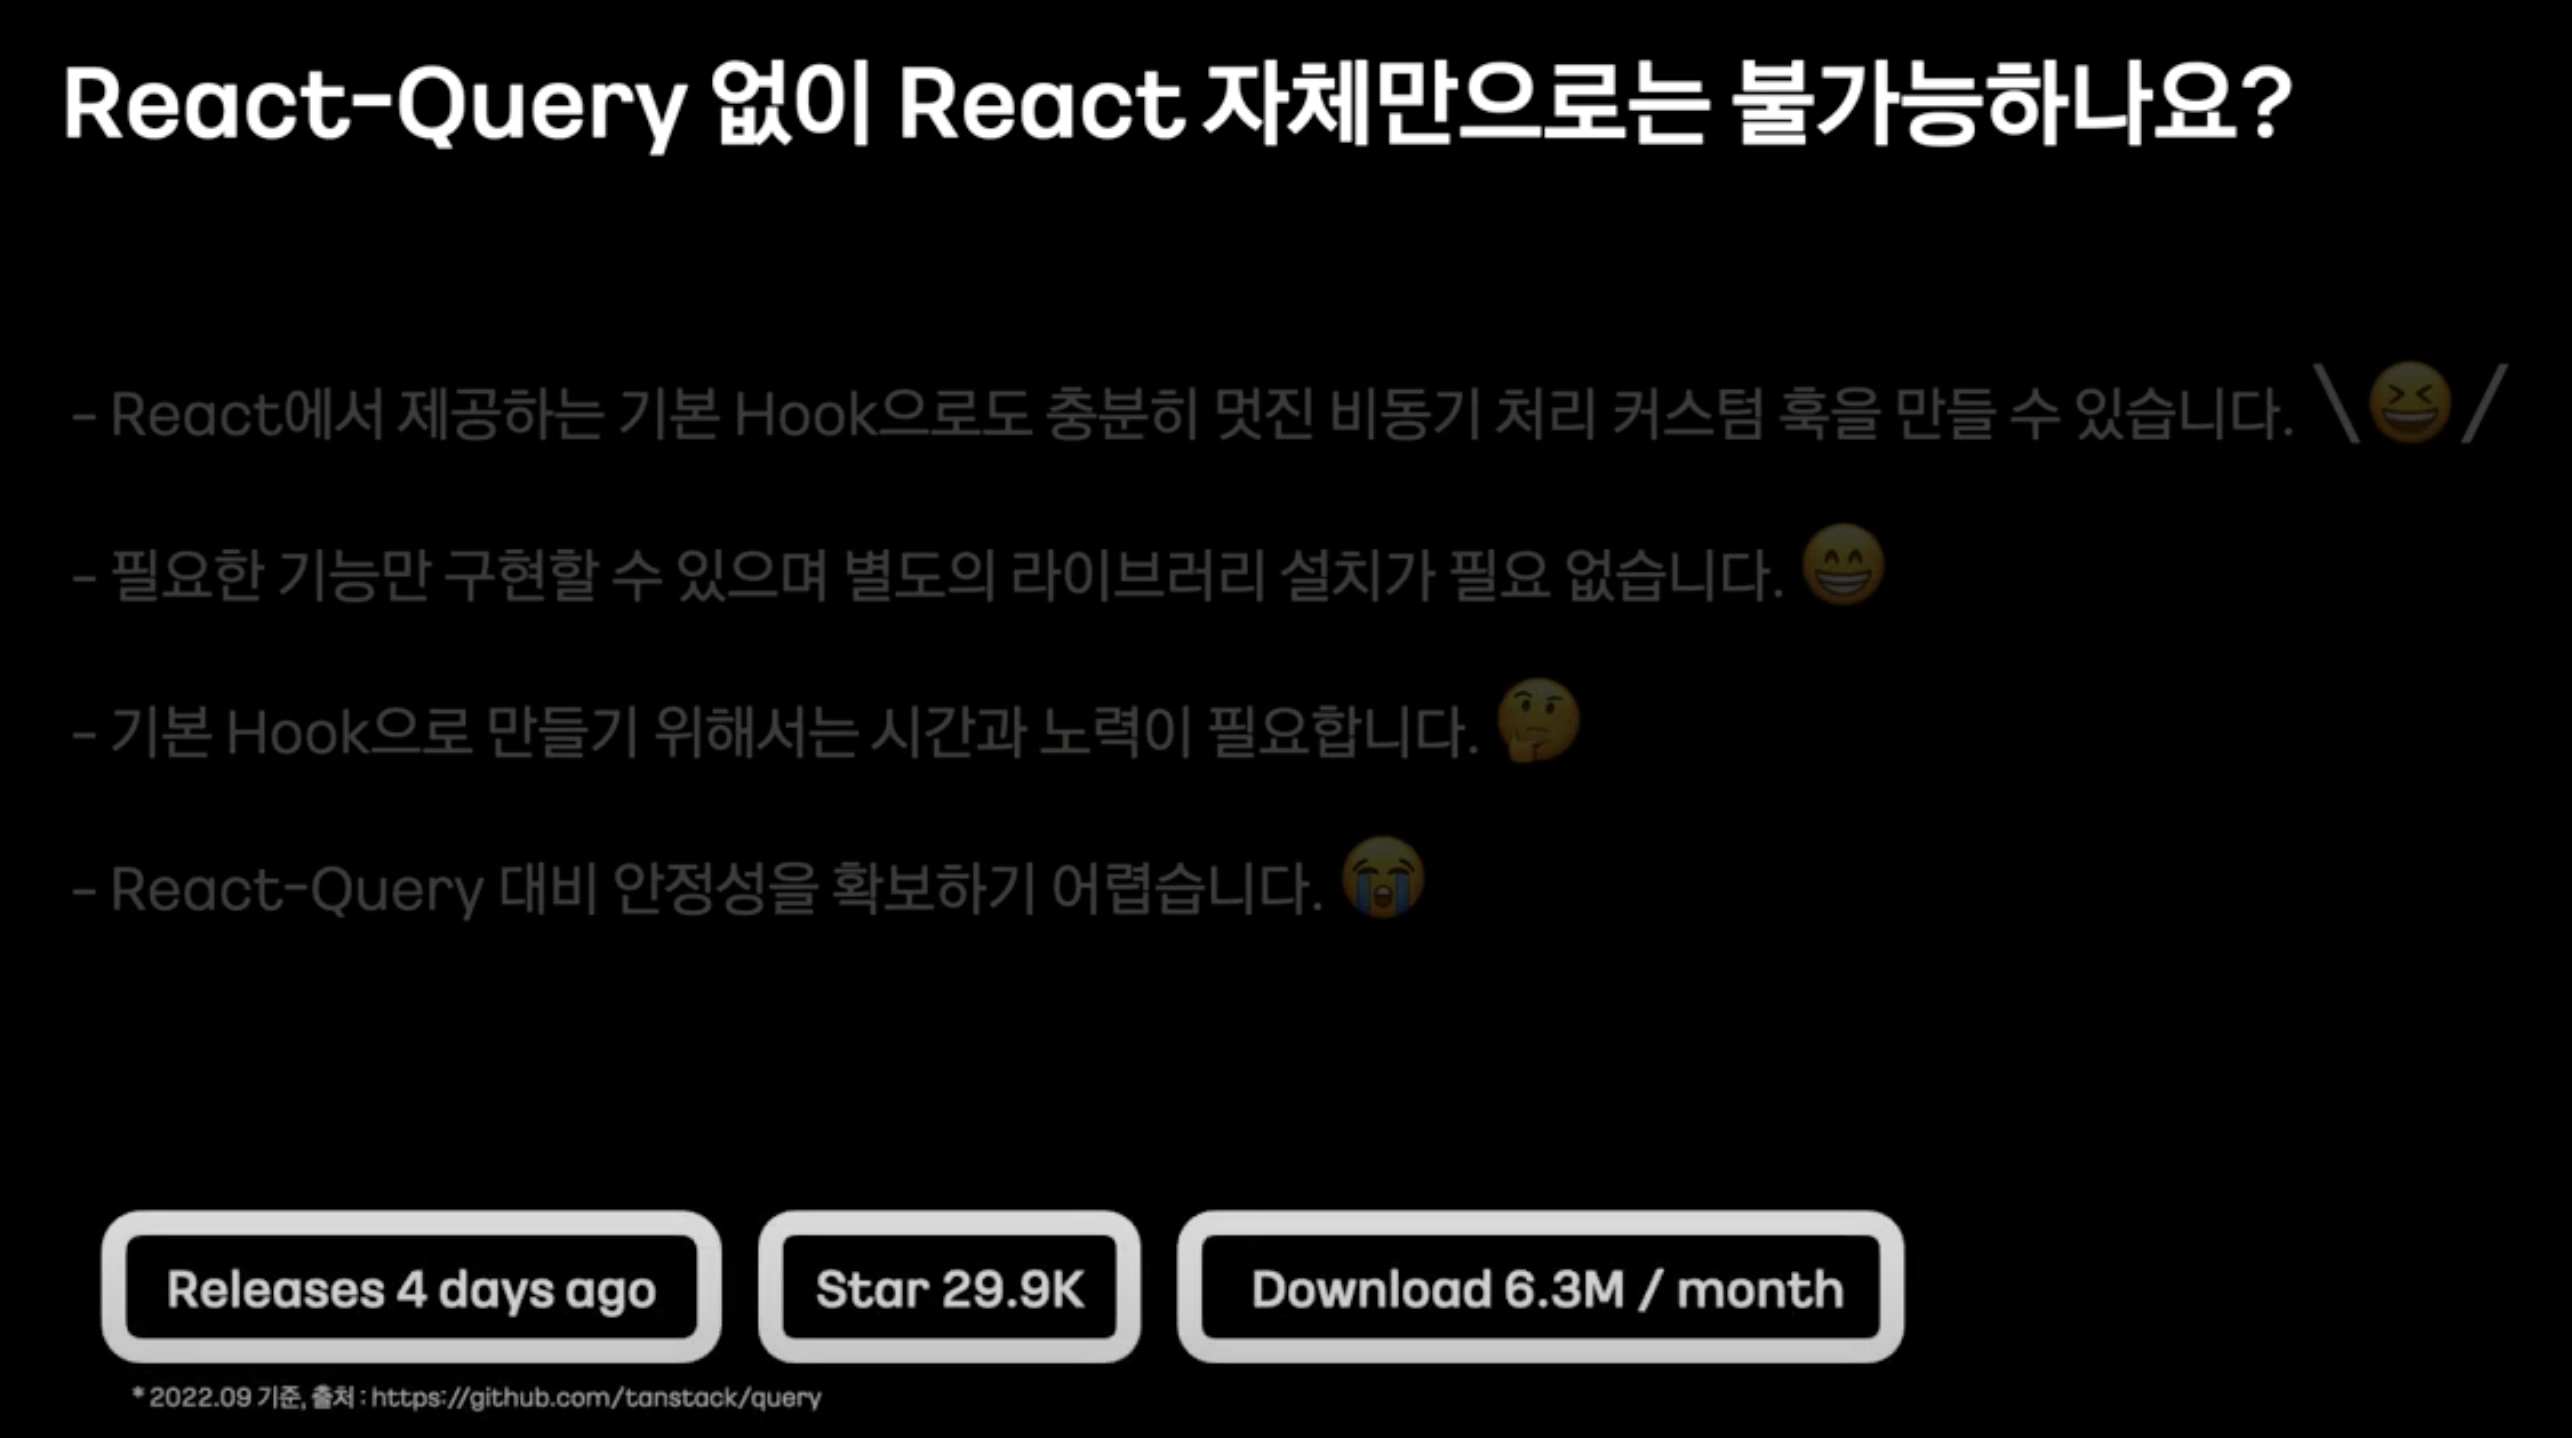 React-Query 없이 React 자체만으로는 불가능하나요?
- React에서 제공하는 기본 Hook으로도 충분히 멋진 비동기 처리 커스텀 훅을 만들 수 있습니다. \😆/
- 필요한 기능만 구현할 수 있으며 별도의 라이브러리 설치가 필요 없습니다. 😁
- 기본 Hook으로 만들기 위해서는 시간과 노력이 필요합니다. 🤔
- React-Query 대비 안정성을 확보하기 어렵습니다. 😭
Releases 4 days ago
Star 29.9K
Download 6.3M / month
* 2022.09 기준, 출처 : https://github.com/tanstack/query